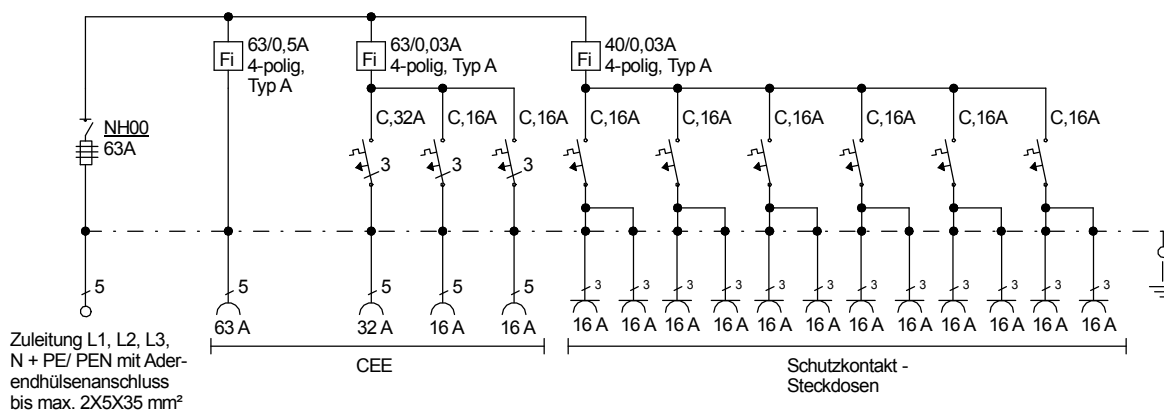 63/0,5A
4-polig,
Typ A
63/0,03A
4-polig, Typ A
40/0,03A
4-polig, Typ A
Fi
Fi
Fi
NH00
63A
C,32A
C,16A
C,16A
C,16A
C,16A
C,16A
C,16A
C,16A
C,16A
3
3
3
5
5
5
5
5
3
3
3
3
3
3
3
3
3
3
3
3
63 A
32 A
16 A
16 A
16 A
16 A
16 A
16 A
16 A
16 A
16 A
16 A
16 A
16 A
16 A
16 A
Zuleitung L1, L2, L3,
N + PE/ PEN mit Ader-
endhülsenanschluss
bis max. 2X5X35 mm²
CEE
Schutzkontakt -
Steckdosen